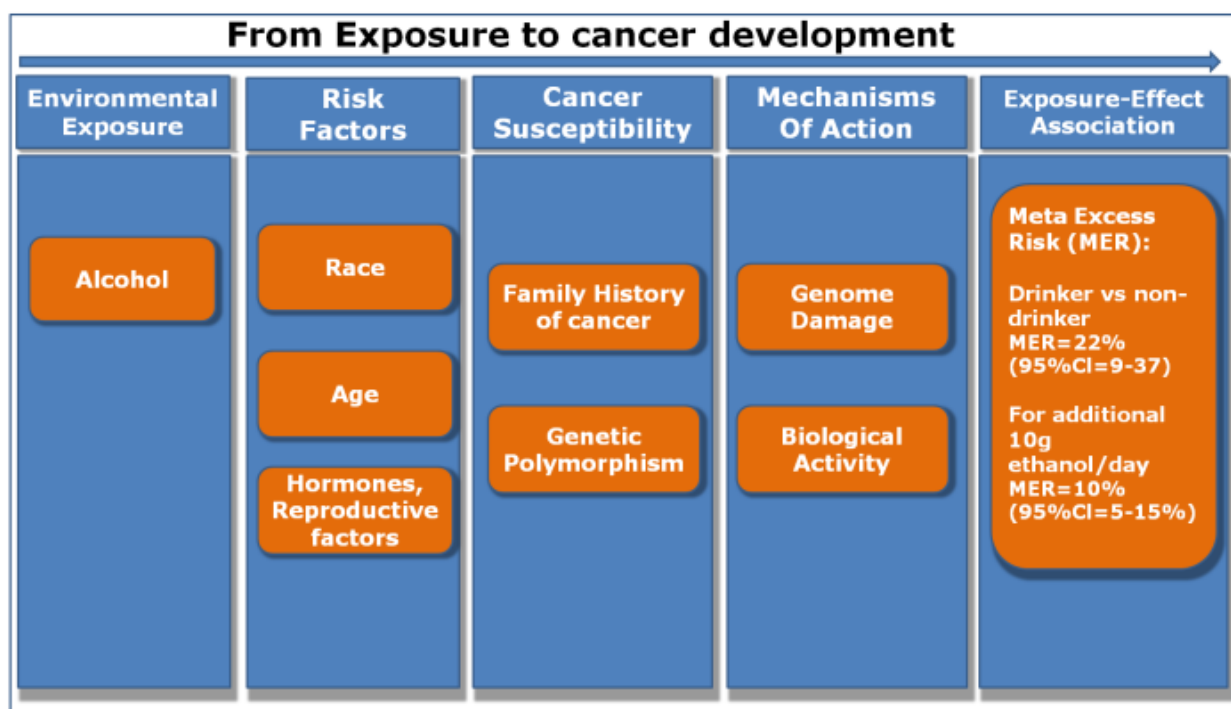 From Exposure to cancer development
Environmental
Exposure
Risk
Factors
Cancer
Susceptibility
Mechanisms
Of Action
Exposure-Effect
Association
Alcohol
Race
Age
Hormones,
Reproductive
factors
Family History
of cancer
Genetic
Polymorphism
Genome
Damage
Biological
Activity
Meta Excess
Risk (MER):
Drinker vs non-
drinker
MER=22%
(95%CI=9-37)
For additional
10g
ethanol/day
MER=10%
(95%CI=5-15%)